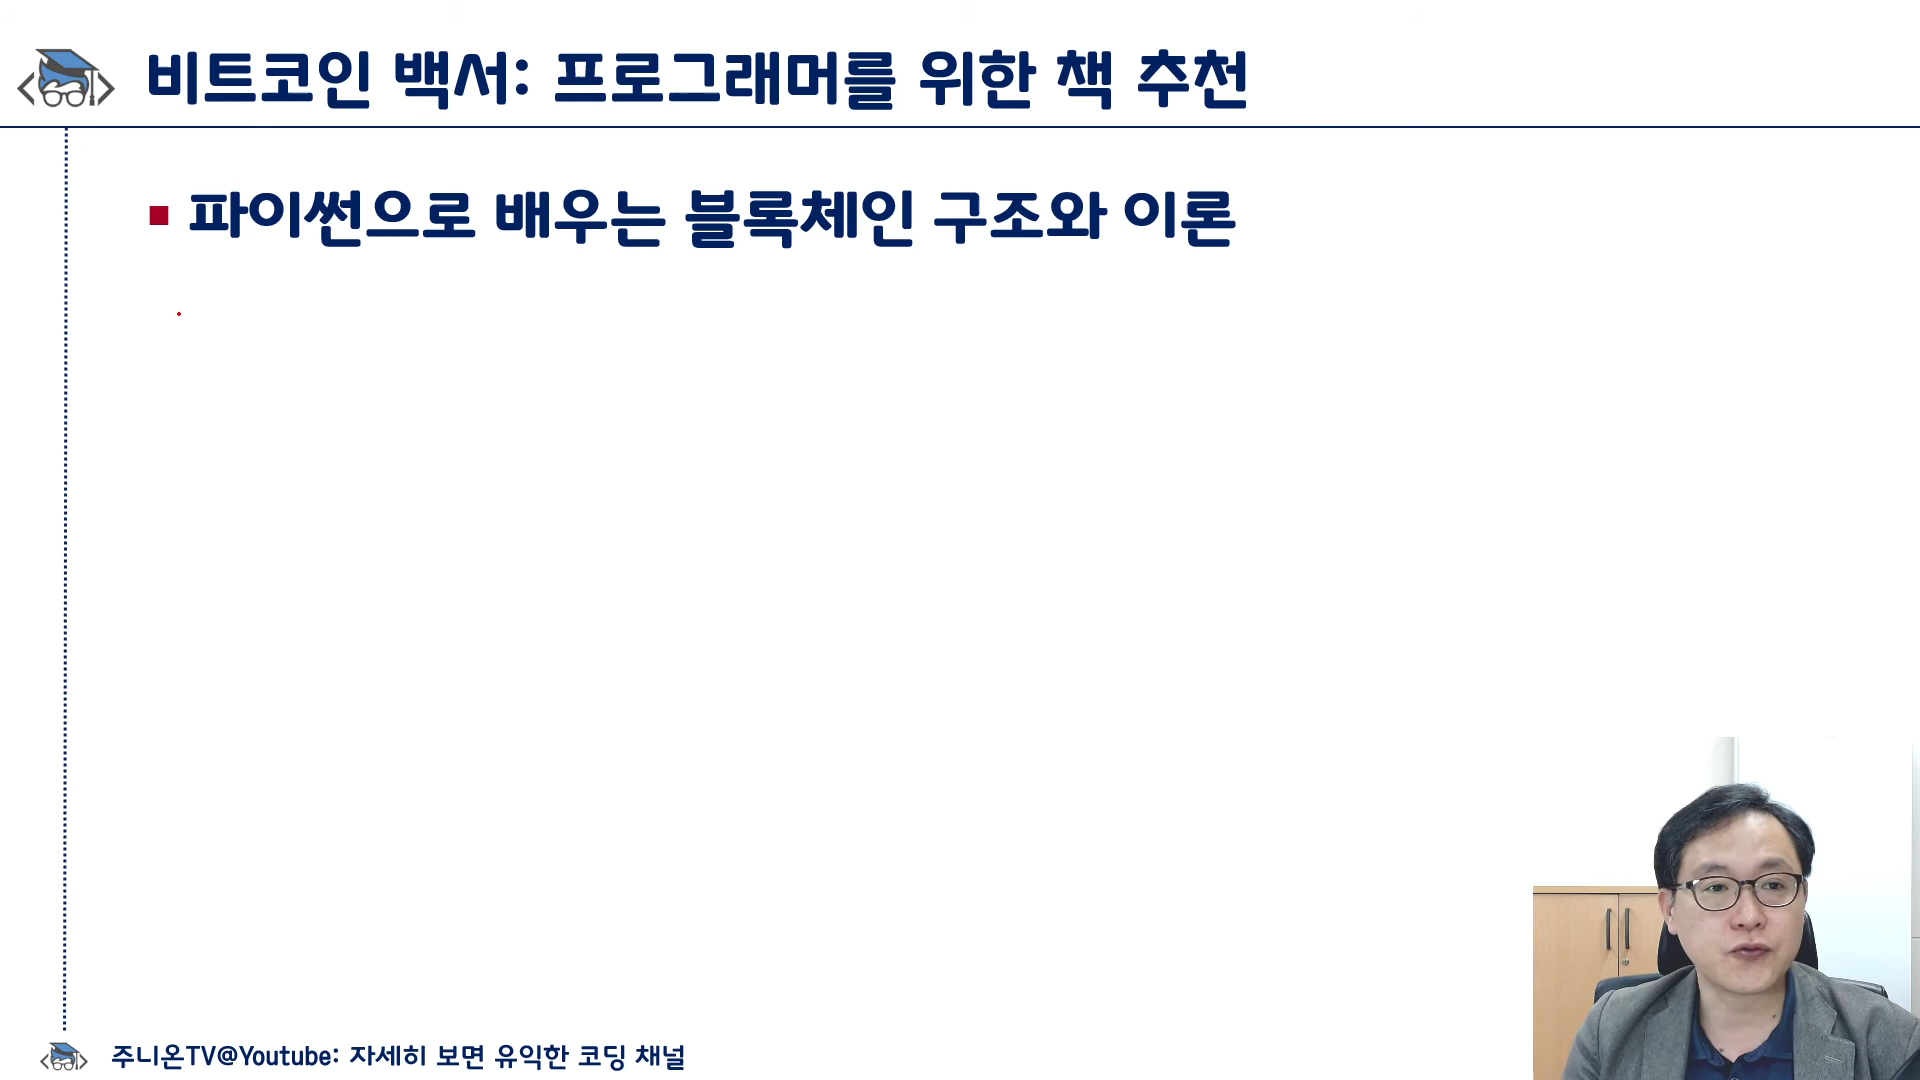 비트코인 백서: 프로그래머를 위한 책 추천
파이썬으로 배우는 블록체인 구조와 이론
주니온TV@Youtube: 자세히 보면 유익한 코딩 채널